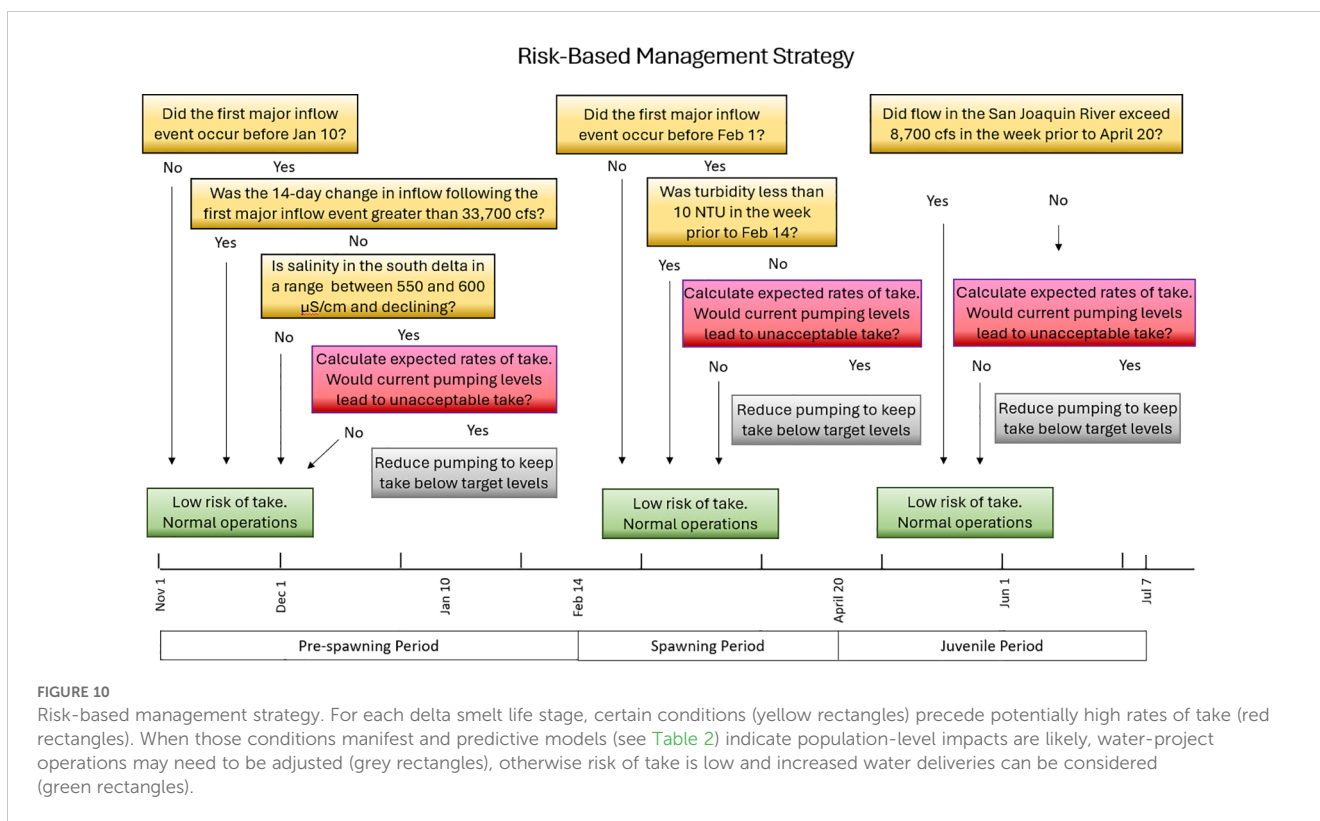 Risk-Based Management Strategy
Did the first major inflow
event occur before Jan 10?
No
Yes
Was the 14-day change in inflow following the
first major inflow event greater than 33,700 cfs?
Yes
No
Is salinity in the south delta in
a range between 550 and 600
µS/cm and declining?
No
Yes
Calculate expected rates of take.
Would current pumping levels
lead to unacceptable take?
No
Yes
Reduce pumping to keep
take below target levels
Low risk of take.
Normal operations
Did the first major inflow
event occur before Feb 1?
No
Yes
Was turbidity less than
10 NTU in the week
prior to Feb 14?
Yes
No
Calculate expected rates of take.
Would current pumping levels
lead to unacceptable take?
No
Yes
Reduce pumping to keep
take below target levels
Low risk of take.
Normal operations
Did flow in the San Joaquin River exceed
8,700 cfs in the week prior to April 20?
Yes
No
Calculate expected rates of take.
Would current pumping levels
lead to unacceptable take?
No
Yes
Reduce pumping to keep
take below target levels
Low risk of take.
Normal operations
Nov 1
Dec 1
Jan 10
Feb 14
April 20
Jun 1
Jul 7
Pre-spawning Period
Spawning Period
Juvenile Period
FIGURE 10
Risk-based management strategy. For each delta smelt life stage, certain conditions (yellow rectangles) precede potentially high rates of take (red
rectangles). When those conditions manifest and predictive models (see Table 2) indicate population-level impacts are likely, water-project
operations may need to be adjusted (grey rectangles), otherwise risk of take is low and increased water deliveries can be considered
(green rectangles).